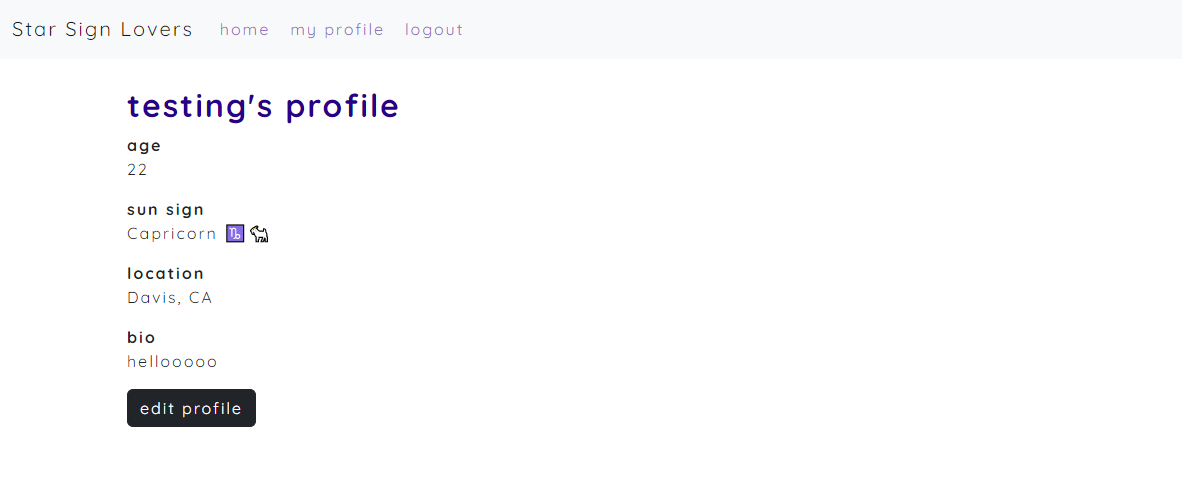 Star Sign Lovers home my profile logout
testing's profile
age
22
sun sign
Capricorn ♑🐐
location
Davis, CA
bio
hellooooo
edit profile